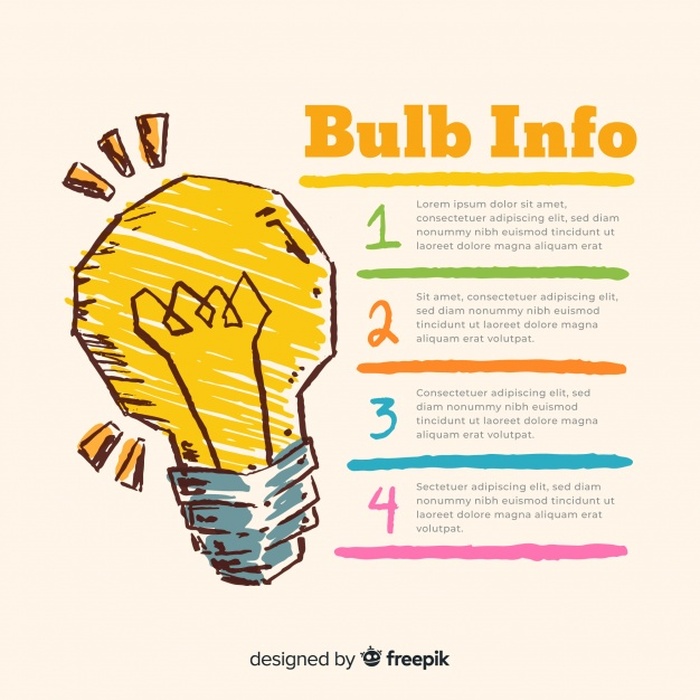 Bulb Info
1
Lorem ipsum dolor sit amet,
consectetuer adipiscing elit, sed diam
nonummy nibh euismod tincidunt ut
laoreet dolore magna aliquam erat
2
Sit amet, consectetuer adipiscing elit,
sed diam nonummy nibh euismod
tincidunt ut laoreet dolore magna
aliquam erat volutpat.
3
Consectetuer adipiscing elit, sed
diam nonummy nibh euismod
tincidunt ut laoreet dolore magna
aliquam erat volutpat.
4
Sectetuer adipiscing elit, sed diam
nonummy nibh euismod tincidunt ut
laoreet dolore magna aliquam erat
volutpat.
designed by freepik